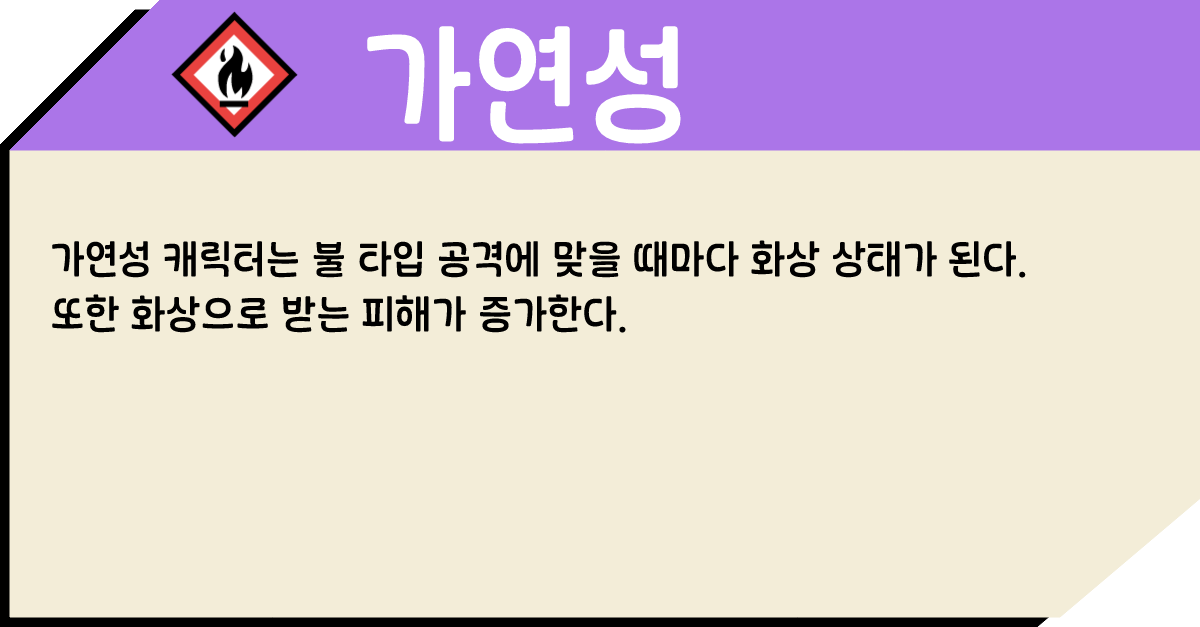 가연성
가연성 캐릭터는 불 타입 공격에 맞을 때마다 화상 상태가 된다.
또한 화상으로 받는 피해가 증가한다.